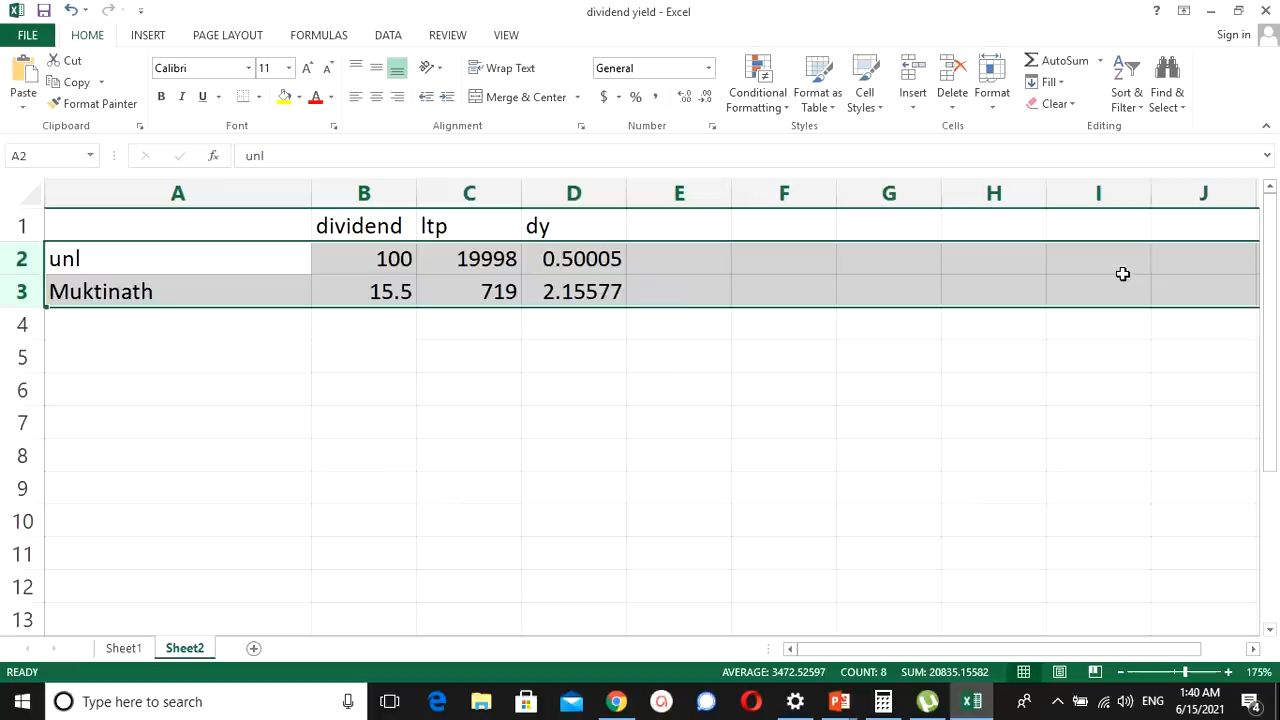 dividend yield - Excel
?
Sign in
FILE
HOME
INSERT
PAGE LAYOUT
FORMULAS
DATA
REVIEW
VIEW
Paste
Cut
Copy
Format Painter
Clipboard
Calibri
11
B
I
U
A
Font
Wrap Text
Merge & Center
Alignment
General
$
%
Number
Conditional
Formatting
Format as
Table
Cell
Styles
Styles
Insert
Delete
Format
Cells
AutoSum
Fill
Clear
Sort &
Filter
Find &
Select
Editing
A2
fx
unl
A B C D E F G H I J
1 dividend ltp dy
2 unl 100 19998 0.50005
3 Muktinath 15.5 719 2.15577
4
5
6
7
8
9
10
11
12
13
Sheet1
Sheet2
READY
AVERAGE: 3472.52597 COUNT: 8 SUM: 20835.15582
175%
Type here to search
ENG
1:40 AM
6/15/2021
4